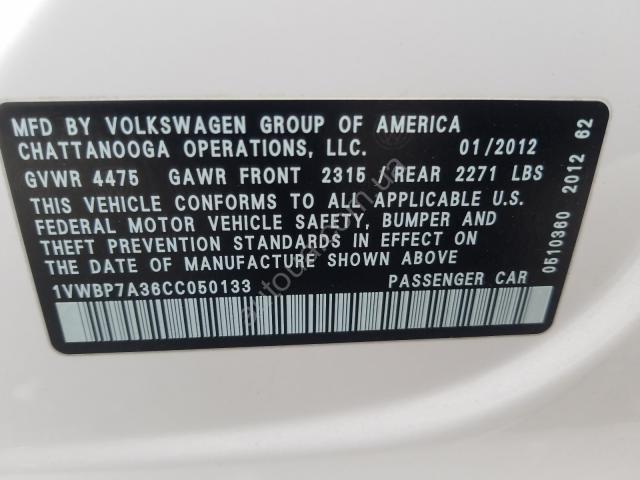 MFD BY VOLKSWAGEN GROUP OF AMERICA
CHATTANOOGA OPERATIONS, LLC. 01/2012
GVWR 4475 GAWR FRONT 2315 REAR 2271 LBS
THIS VEHICLE CONFORMS TO ALL APPLICABLE U.S.
FEDERAL MOTOR VEHICLE SAFETY, BUMPER AND
THEFT PREVENTION STANDARDS IN EFFECT ON
THE DATE OF MANUFACTURE SHOWN ABOVE
1VWBP7A36CC050133 PASSENGER CAR
0510360 2012 62